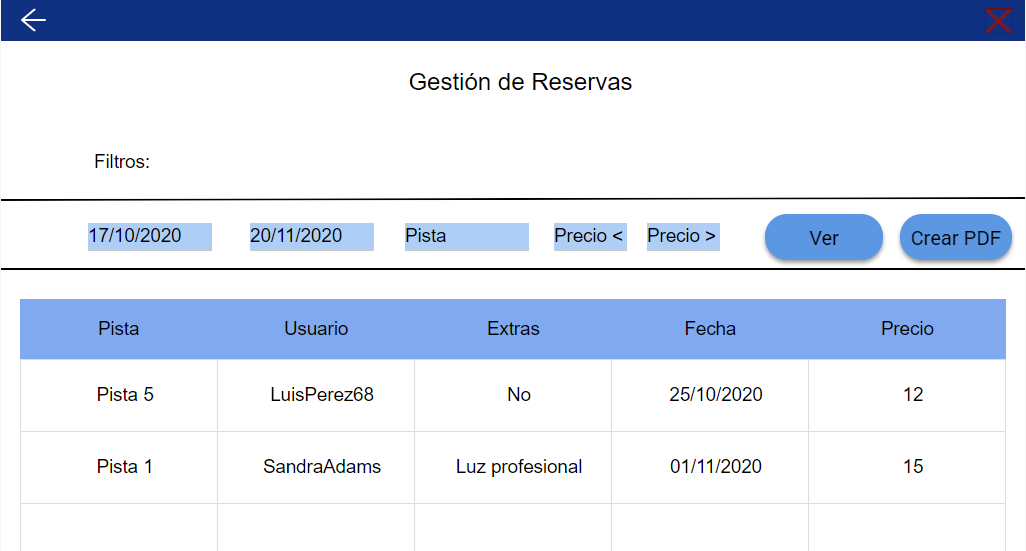 Gestión de Reservas
Filtros:
17/10/2020 20/11/2020 Pista Precio < Precio > Ver Crear PDF
Pista Usuario Extras Fecha Precio
Pista 5 LuisPerez68 No 25/10/2020 12
Pista 1 SandraAdams Luz profesional 01/11/2020 15